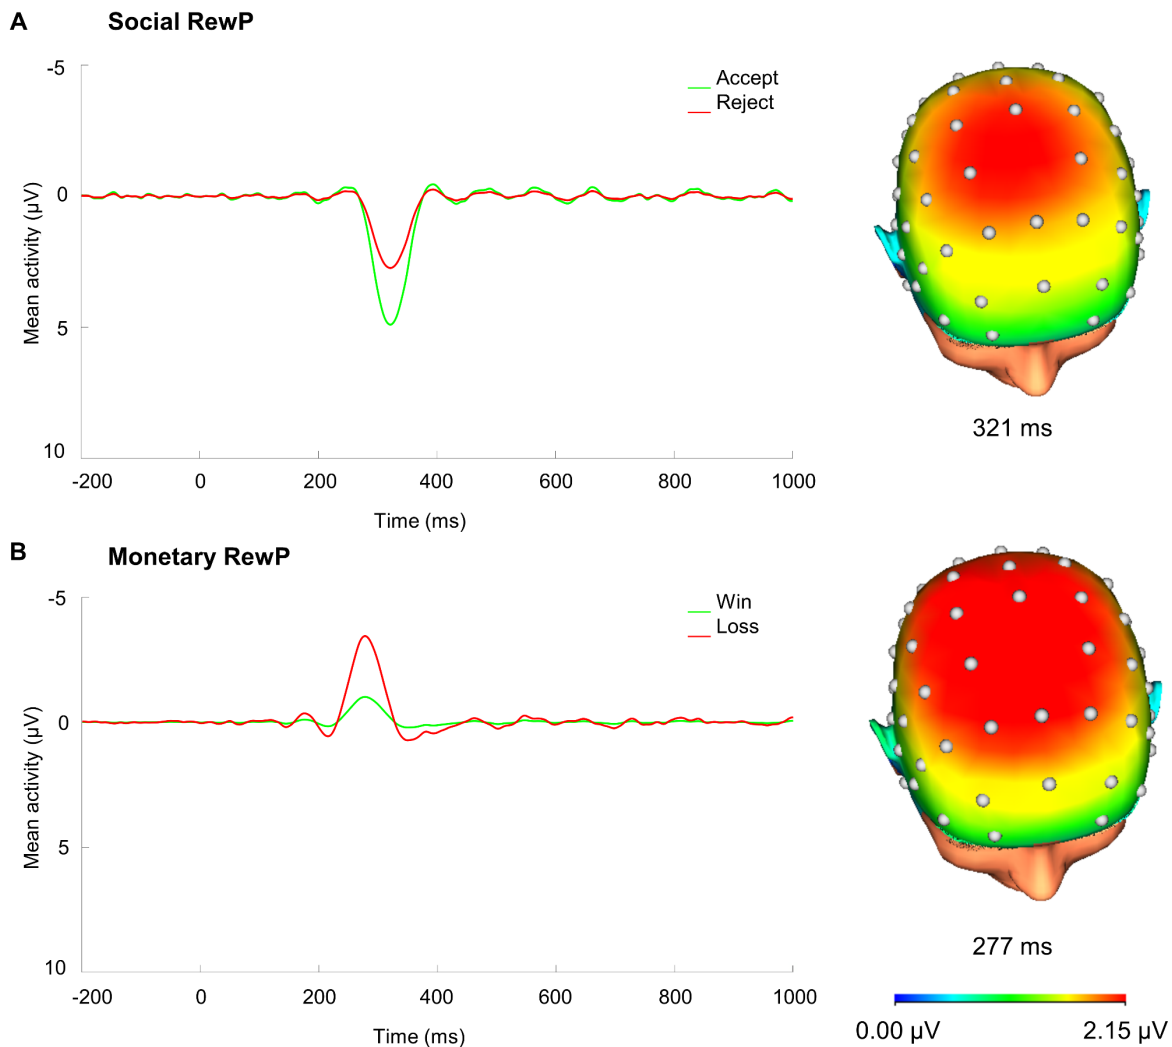 A Social RewP
-5
Accept
Reject
0
5
10
Mean activity (µV)
-200 0 200 400 600 800 1000
Time (ms)
321 ms
B Monetary RewP
-5
Win
Loss
0
5
10
Mean activity (µV)
-200 0 200 400 600 800 1000
Time (ms)
277 ms
0.00 µV 2.15 µV